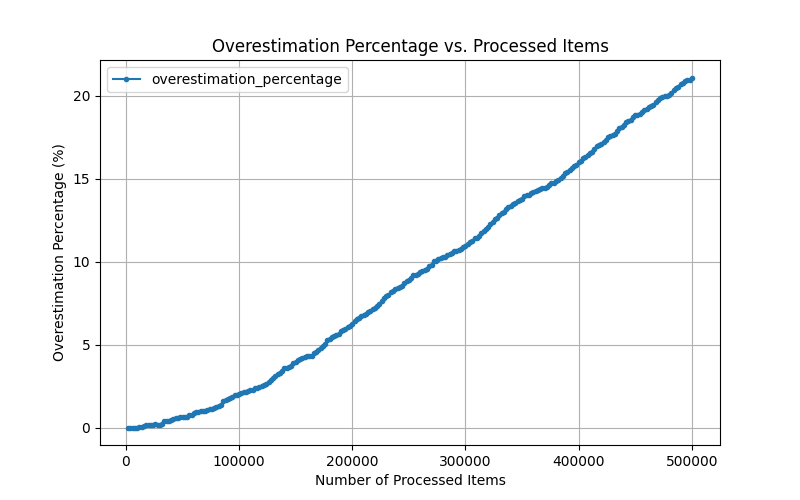 Overestimation Percentage vs. Processed Items
overestimation_percentage
Overestimation Percentage (%)
20
15
10
5
0
0 100000 200000 300000 400000 500000
Number of Processed Items